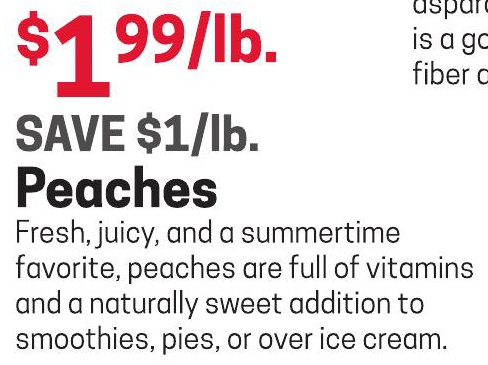 $1.99/lb.
SAVE $1/lb.
Peaches
Fresh, juicy, and a summertime
favorite, peaches are full of vitamins
and a naturally sweet addition to
smoothies, pies, or over ice cream.
is a
fiber